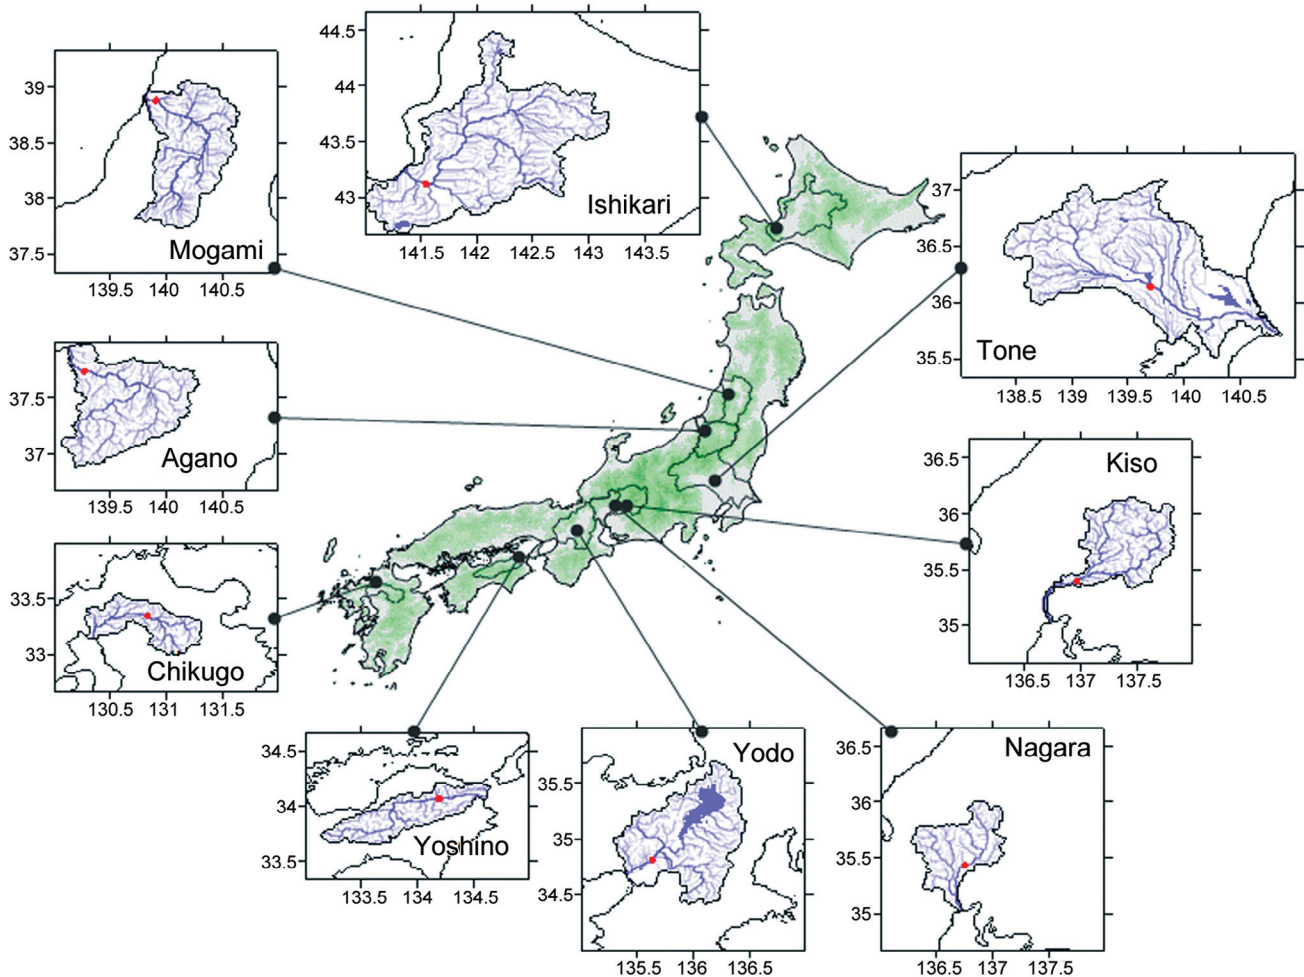 44.5
44
43.5
43
Ishikari
141.5 142 142.5 143 143.5
39
38.5
38
37.5
Mogami
139.5 140 140.5
37
36.5
36
35.5
Tone
138.5 139 139.5 140 140.5
37.5
37
Agano
139.5 140 140.5
36.5
36
35.5
35
Kiso
136.5 137 137.5
33.5
33
Chikugo
130.5 131 131.5
34.5
34
33.5
Yoshino
133.5 134 134.5
35.5
35
34.5
Yodo
135.5 136 136.5
36.5
36
35.5
35
Nagara
136.5 137 137.5